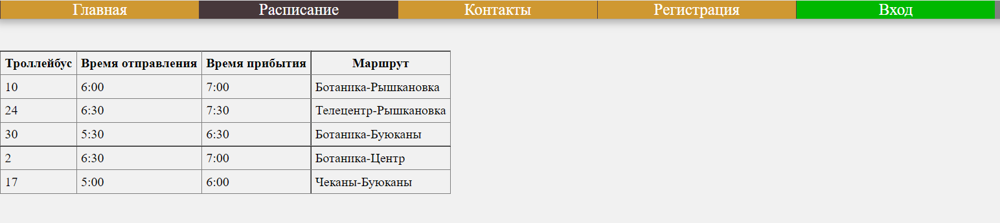 Главная Расписание Контакты Регистрация Вход
Троллейбус Время отправления Время прибытия Маршрут
10 6:00 7:00 Ботаника-Рышкановка
24 6:30 7:30 Телецентр-Рышкановка
30 5:30 6:30 Ботаника-Буюканы
2 6:30 7:00 Ботаника-Центр
17 5:00 6:00 Чеканы-Буюканы